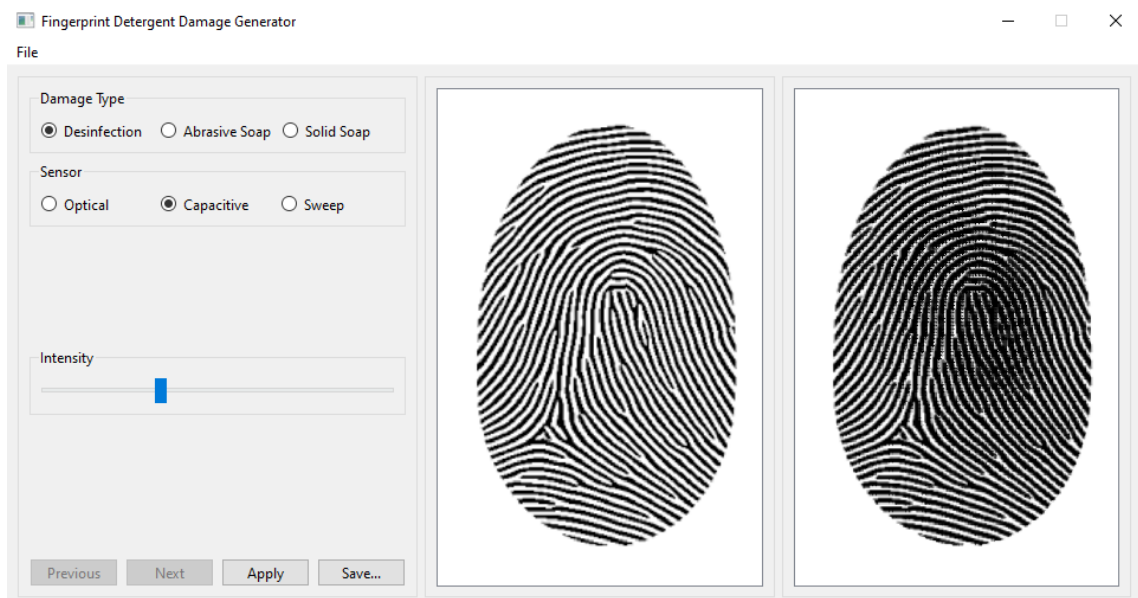 Fingerprint Detergent Damage Generator
File
Damage Type
Desinfection Abrasive Soap Solid Soap
Sensor
Optical Capacitive Sweep
Intensity
Previous Next Apply Save...